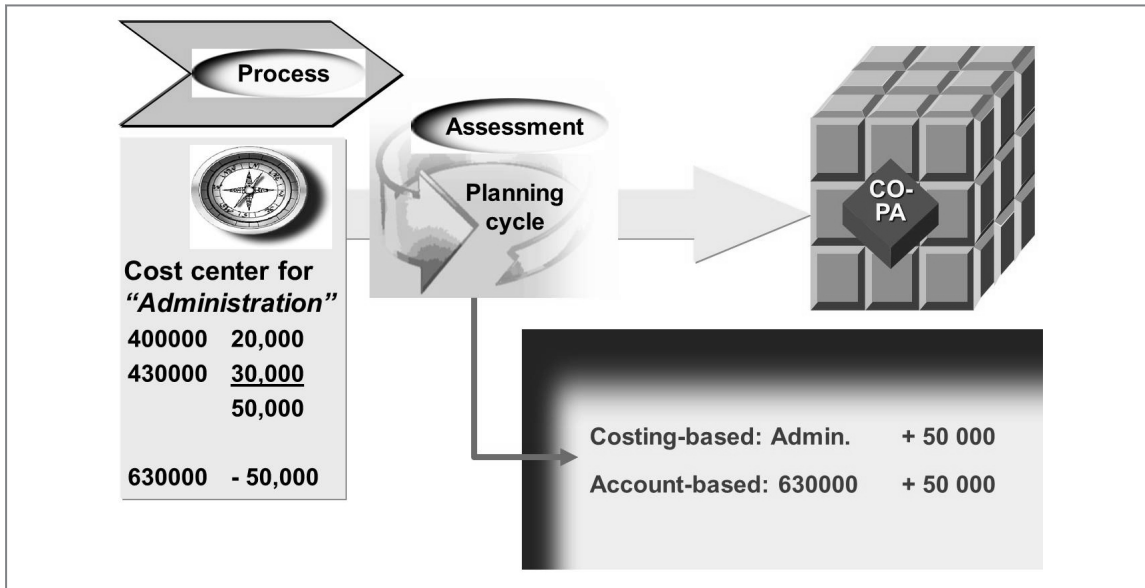 Process
Assessment
Planning
cycle
CO-
PA
Cost center for
“Administration”
400000 20,000
430000 30,000
50,000
630000 - 50,000
Costing-based: Admin. + 50 000
Account-based: 630000 + 50 000